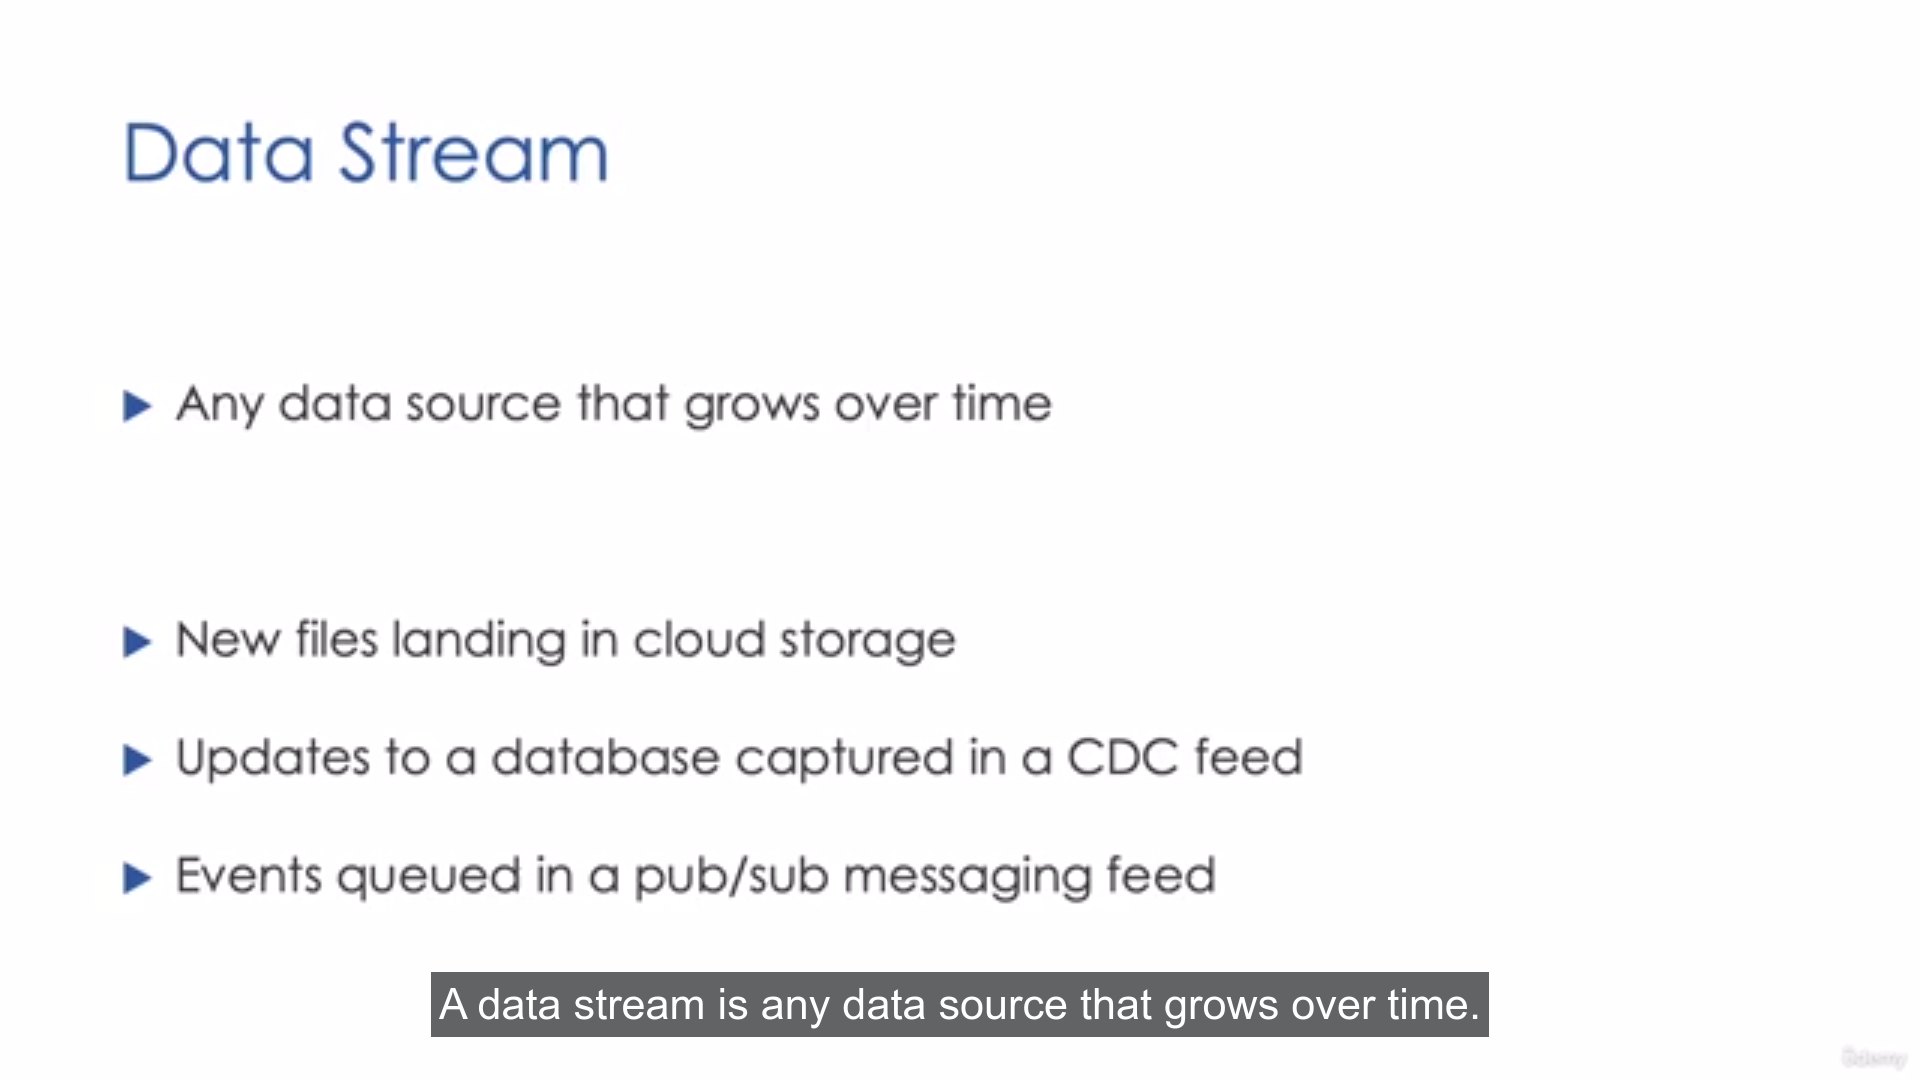 Data Stream
Any data source that grows over time
New files landing in cloud storage
Updates to a database captured in a CDC feed
Events queued in a pub/sub messaging feed
A data stream is any data source that grows over time.
Udemy